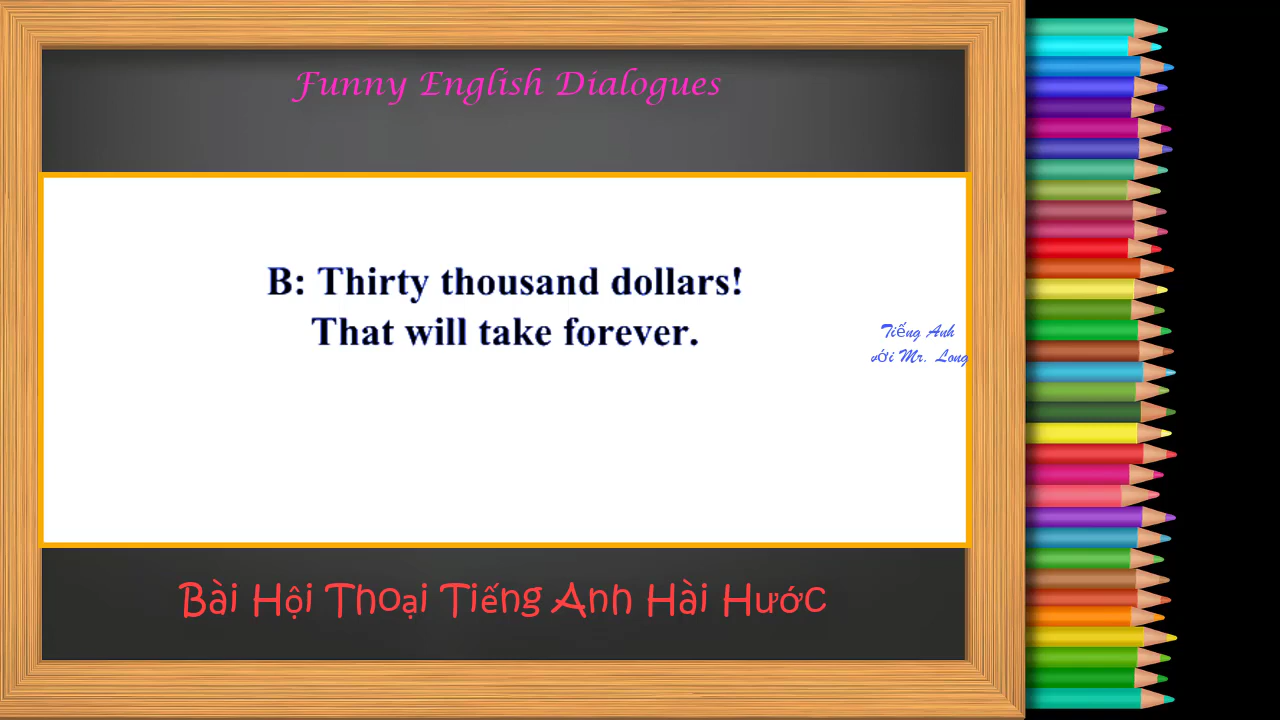 Funny English Dialogues
B: Thirty thousand dollars!
That will take forever.
Tiếng Anh
với Mr. Long
Bài Hội Thoại Tiếng Anh Hài Hước